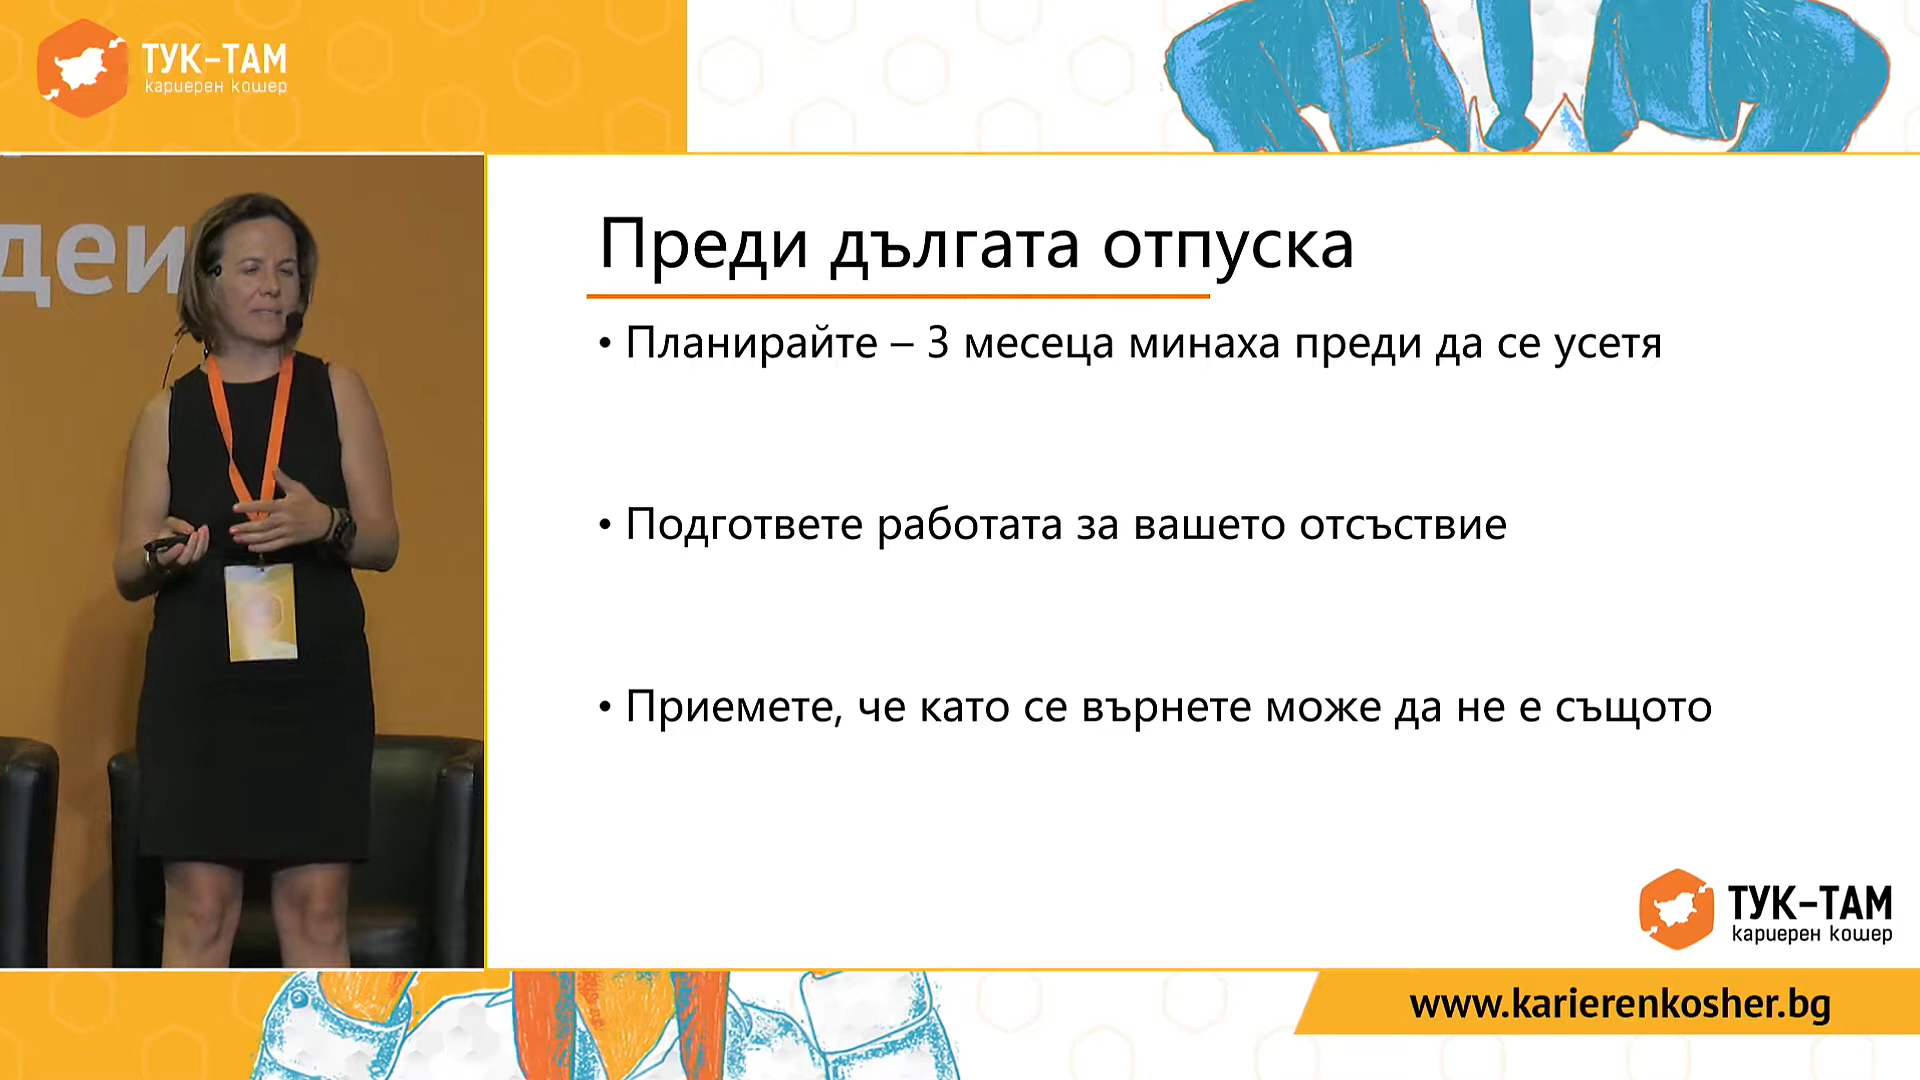 ТУК-ТАМ
кариерен кошер
деи
Преди дългата отпуска
• Планирайте – 3 месеца минаха преди да се усетя
• Подгответе работата за вашето отсъствие
• Приемете, че като се върнете може да не е същото
ТУК-ТАМ
кариерен кошер
www.karierenkosher.bg